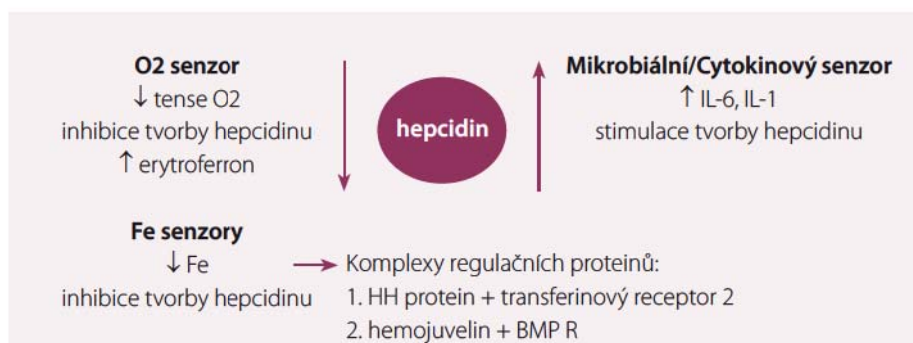 O2 senzor
↓ tense O2
inhibice tvorby hepcidinu
↑ erytroferron
hepcidin
Mikrobiální/Cytokinový senzor
↑ IL-6, IL-1
stimulace tvorby hepcidinu
Fe senzory
↓ Fe
inhibice tvorby hepcidinu
Komplexy regulačních proteinů:
1. HH protein + transferinový receptor 2
2. hemojuvelin + BMP R